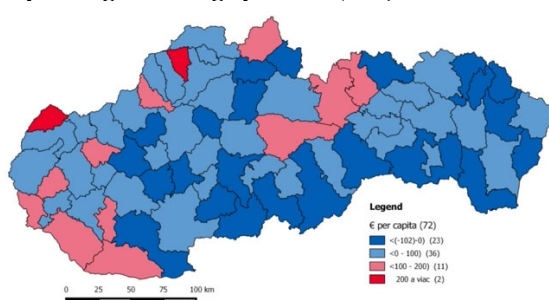 Legend
€ per capita (72)
<(-102)-0) (23)
<0 - 100) (36)
<100 - 200) (11)
200 a viac (2)
0 25 50 75 100 km